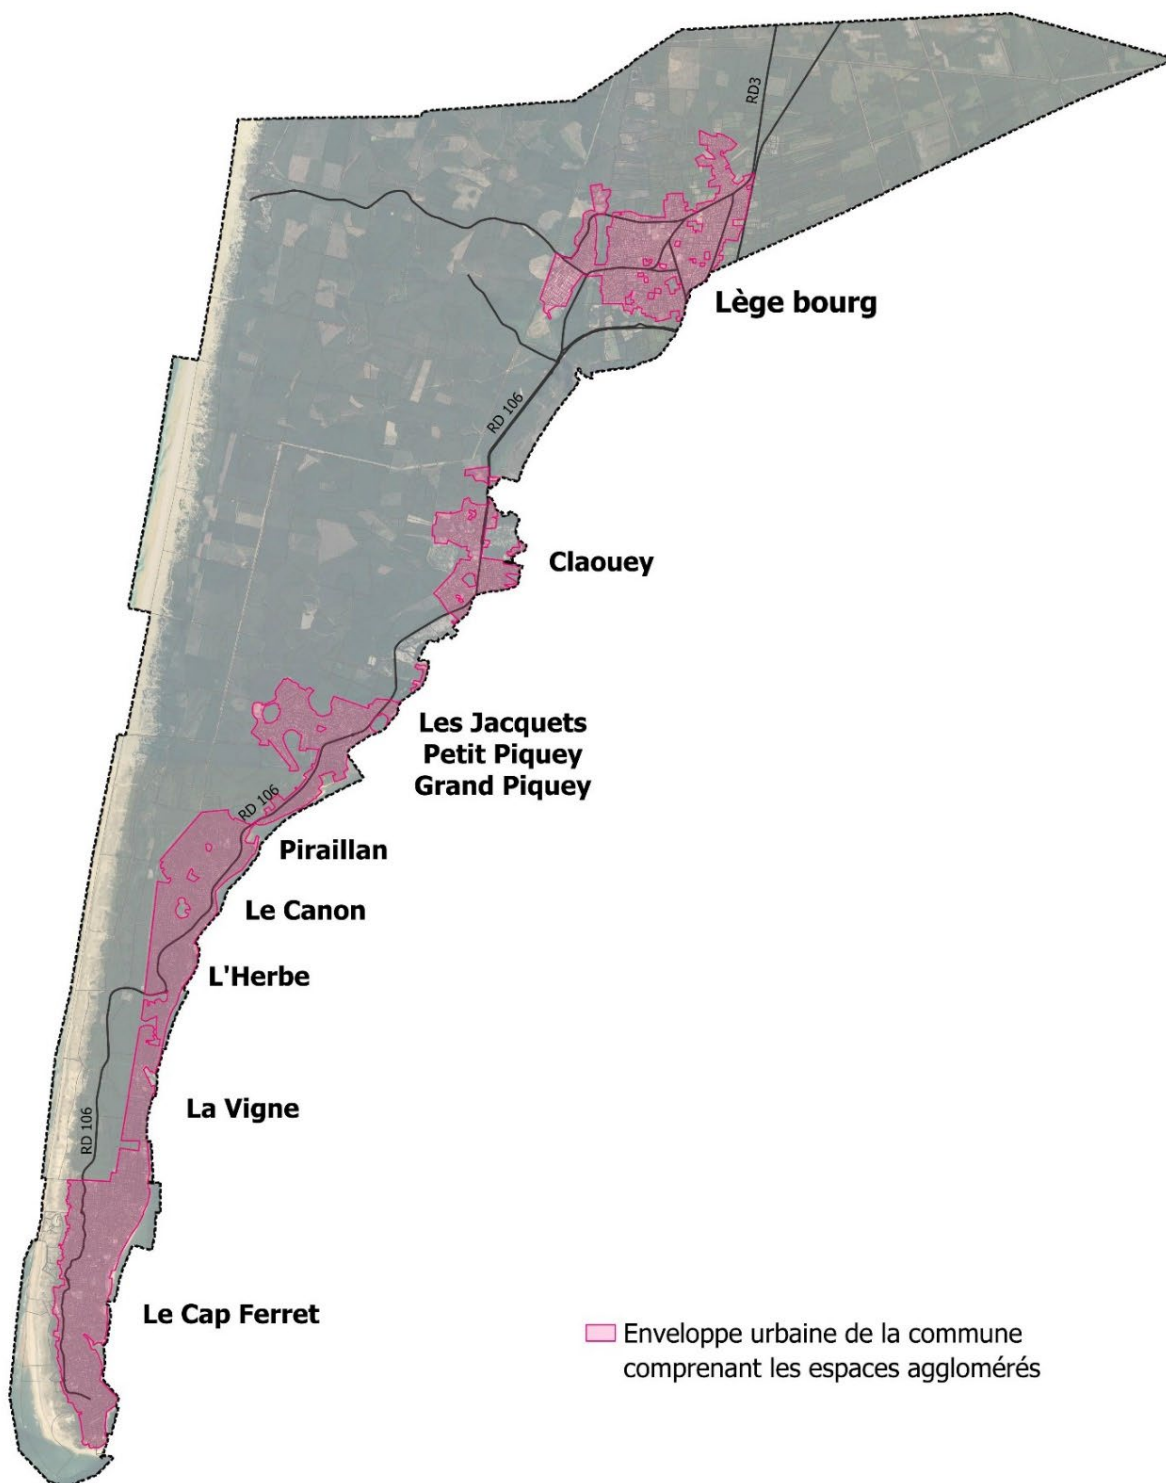 RD3
Lège bourg
RD 106
Claouey
Les Jacquets
Petit Piquey
Grand Piquey
RD 106
Piraillan
Le Canon
L'Herbe
La Vigne
RD 106
Le Cap Ferret
Enveloppe urbaine de la commune
comprenant les espaces agglomérés